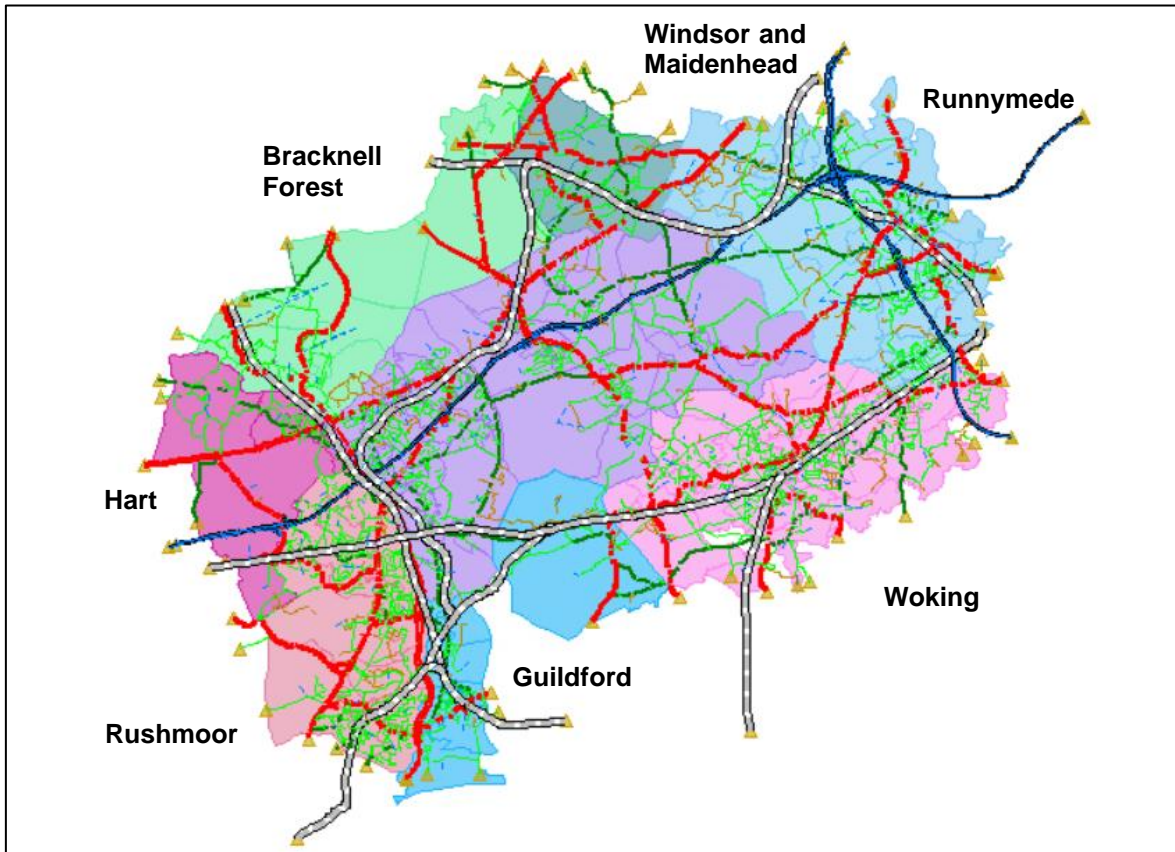 Windsor and
Maidenhead
Runnymede
Bracknell
Forest
Hart
Woking
Guildford
Rushmoor